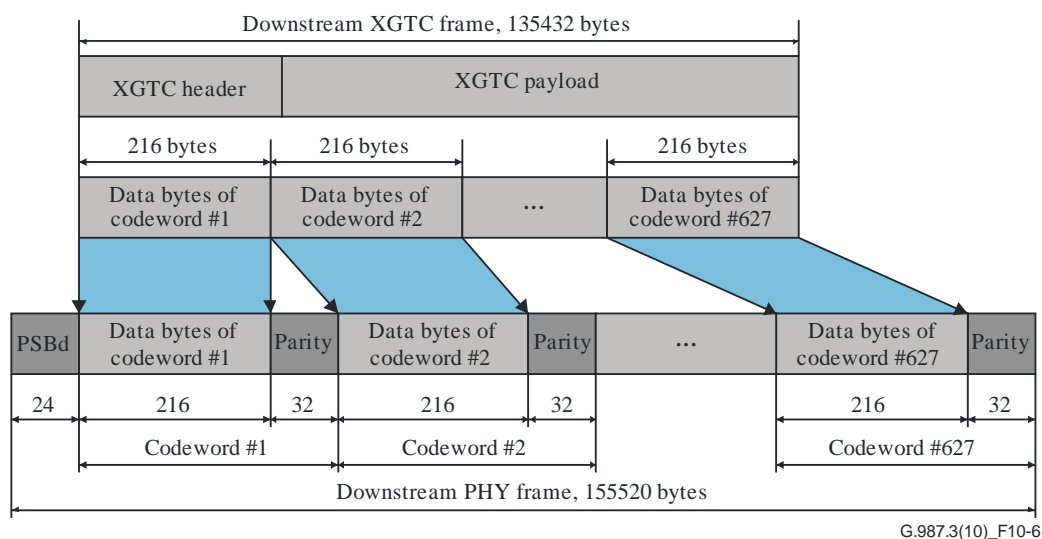 Downstream XGTC frame, 135432 bytes
XGTC header
XGTC payload
216 bytes
216 bytes
216 bytes
Data bytes of
codeword #1
Data bytes of
codeword #2
...
Data bytes of
codeword #627
PSBd
Data bytes of
codeword #1
Parity
Data bytes of
codeword #2
Parity
...
Data bytes of
codeword #627
Parity
24
216
32
216
32
216
32
Codeword #1
Codeword #2
Codeword #627
Downstream PHY frame, 155520 bytes
G.987.3(10)_F10-6